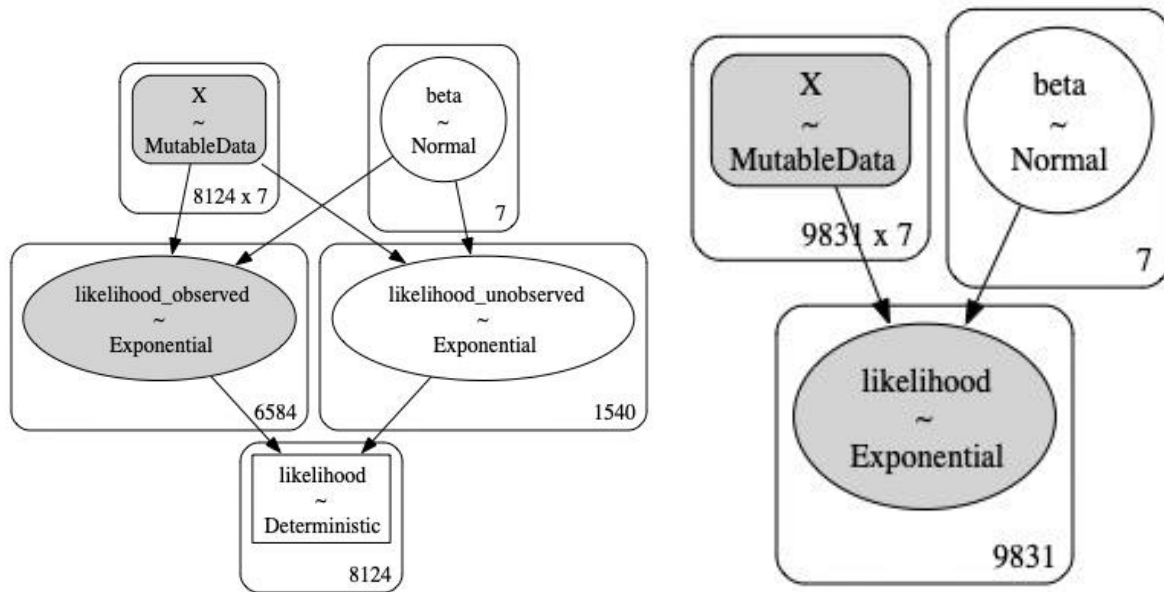 X
~
MutableData
8124 x 7
beta
~
Normal
7
likelihood_observed
~
Exponential
6584
likelihood_unobserved
~
Exponential
1540
likelihood
~
Deterministic
8124
X
~
MutableData
9831 x 7
beta
~
Normal
7
likelihood
~
Exponential
9831